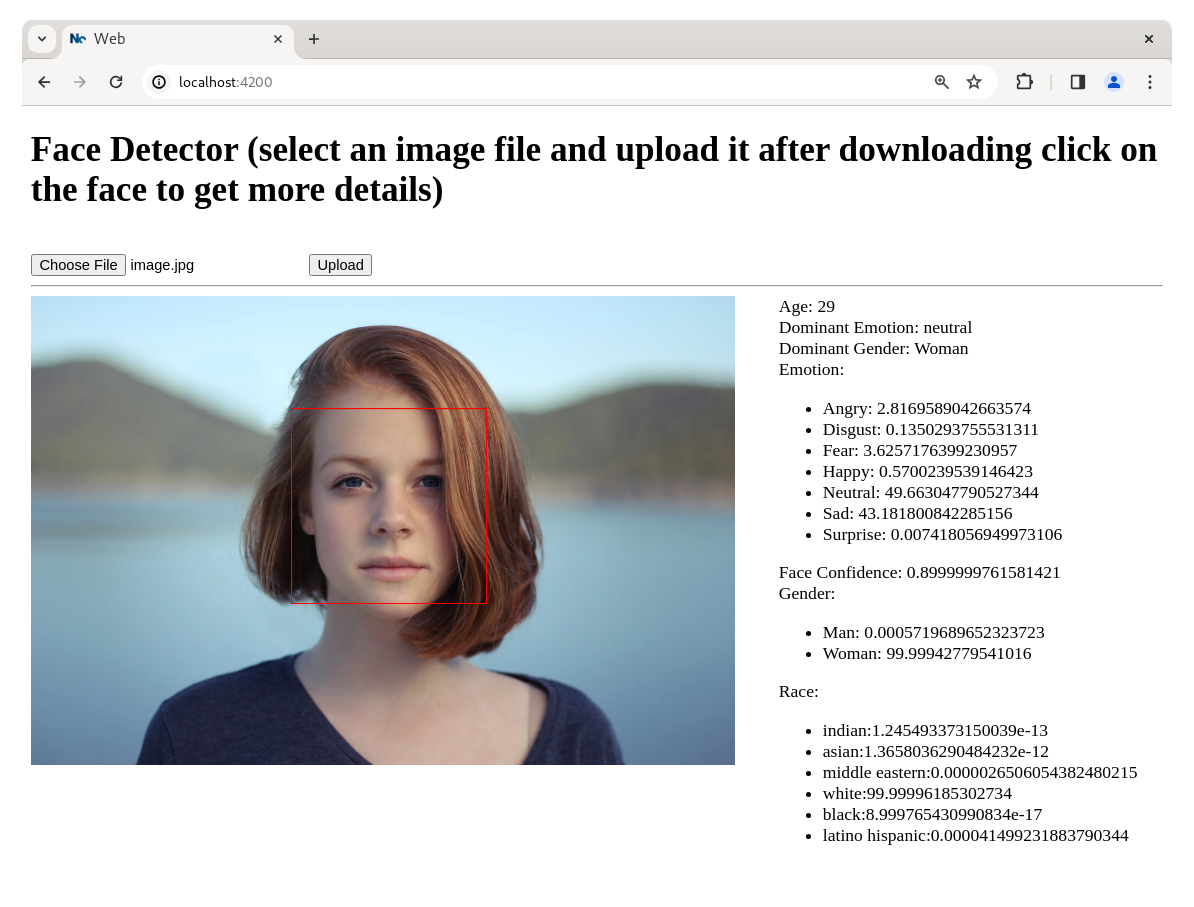 Web
localhost:4200
Face Detector (select an image file and upload it after downloading click on
the face to get more details)
Choose File image.jpg Upload
Age: 29
Dominant Emotion: neutral
Dominant Gender: Woman
Emotion:
Angry: 2.8169589042663574
Disgust: 0.1350293755531311
Fear: 3.6257176399230957
Happy: 0.5700239539146423
Neutral: 49.663047790527344
Sad: 43.181800842285156
Surprise: 0.007418056949973106
Face Confidence: 0.8999999761581421
Gender:
Man: 0.0005719689652323723
Woman: 99.99942779541016
Race:
indian:1.245493373150039e-13
asian:1.3658036290484232e-12
middle eastern:0.0000026506054382480215
white:99.99996185302734
black:8.999765430990834e-17
latino hispanic:0.000041499231883790344